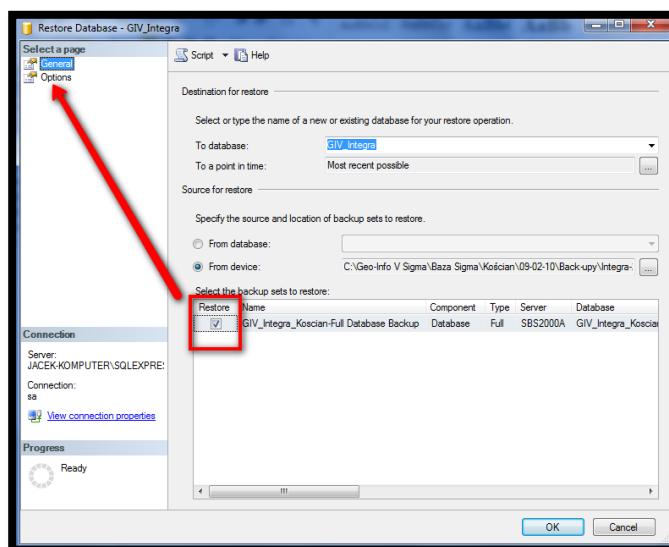 Restore Database - GIV_Integra
Select a page
General
Options
Script
Help
Destination for restore
Select or type the name of a new or existing database for your restore operation.
To database:
GIV_Integra
To a point in time:
Most recent possible
...
Source for restore
Specify the source and location of backup sets to restore.
From database:
From device:
C:\Geo-Info V Sigma\Baza Sigma\Kościan\09-02-10\Back-upy\Integra-
...
Select the backup sets to restore:
Restore Name Component Type Server Database
GIV_Integra_Koscian-Full Database Backup Database Full SBS2000A GIV_Integra_Koscian
Connection
Server:
JACEK-KOMPUTER\SQLEXPRE
Connection:
sa
View connection properties
Progress
Ready
OK
Cancel